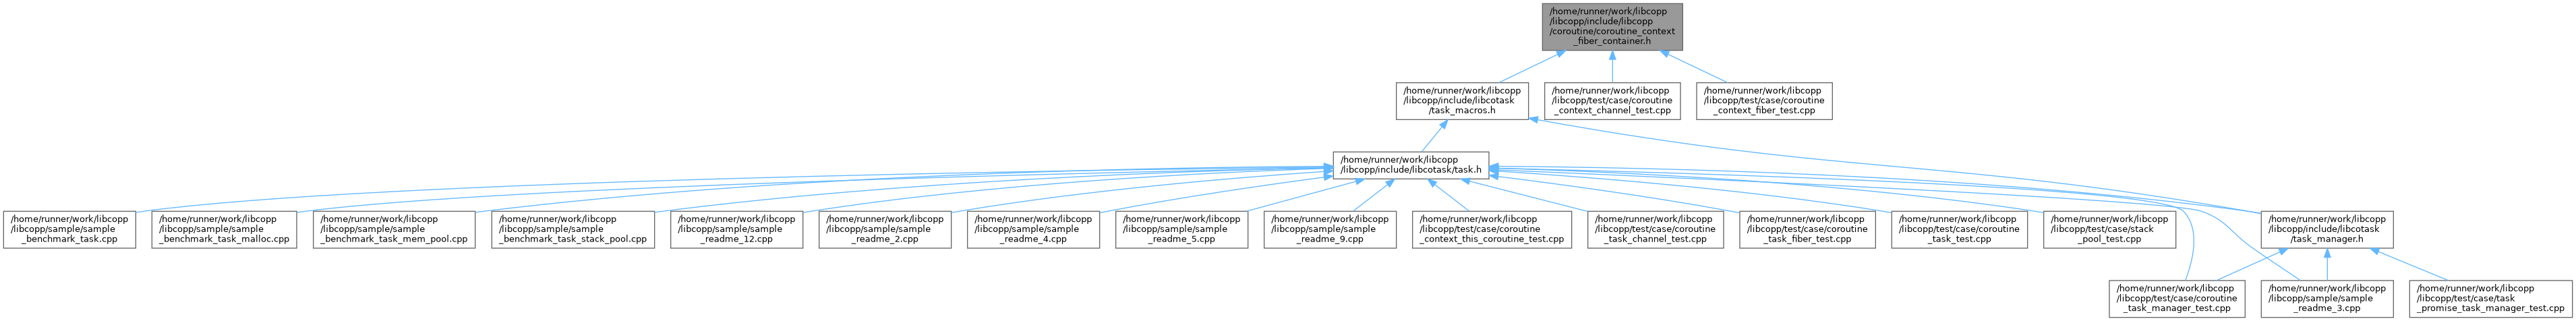 /home/runner/work/libcopp
/libcopp/include/libcopp
/coroutine/coroutine_context
_fiber_container.h
/home/runner/work/libcopp
/libcopp/include/libcotask
/task_macros.h
/home/runner/work/libcopp
/libcopp/test/case/coroutine
_context_channel_test.cpp
/home/runner/work/libcopp
/libcopp/test/case/coroutine
_context_fiber_test.cpp
/home/runner/work/libcopp
/libcopp/include/libcotask/task.h
/home/runner/work/libcopp
/libcopp/sample/sample
_benchmark_task.cpp
/home/runner/work/libcopp
/libcopp/sample/sample
_benchmark_task_malloc.cpp
/home/runner/work/libcopp
/libcopp/sample/sample
_benchmark_task_mem_pool.cpp
/home/runner/work/libcopp
/libcopp/sample/sample
_benchmark_task_stack_pool.cpp
/home/runner/work/libcopp
/libcopp/sample/sample
_readme_12.cpp
/home/runner/work/libcopp
/libcopp/sample/sample
_readme_2.cpp
/home/runner/work/libcopp
/libcopp/sample/sample
_readme_4.cpp
/home/runner/work/libcopp
/libcopp/sample/sample
_readme_5.cpp
/home/runner/work/libcopp
/libcopp/sample/sample
_readme_9.cpp
/home/runner/work/libcopp
/libcopp/test/case/coroutine
_context_this_coroutine_test.cpp
/home/runner/work/libcopp
/libcopp/test/case/coroutine
_task_channel_test.cpp
/home/runner/work/libcopp
/libcopp/test/case/coroutine
_task_fiber_test.cpp
/home/runner/work/libcopp
/libcopp/test/case/coroutine
_task_test.cpp
/home/runner/work/libcopp
/libcopp/test/case/stack
_pool_test.cpp
/home/runner/work/libcopp
/libcopp/include/libcotask
/task_manager.h
/home/runner/work/libcopp
/libcopp/test/case/coroutine
_task_manager_test.cpp
/home/runner/work/libcopp
/libcopp/sample/sample
_readme_3.cpp
/home/runner/work/libcopp
/libcopp/test/case/task
_promise_task_manager_test.cpp